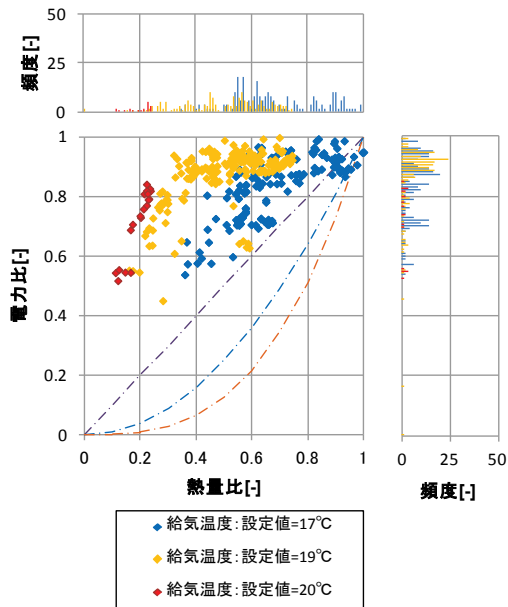 50
25
0
頻度[-]
1
0.8
0.6
0.4
0.2
0
電力比[-]
0 0.2 0.4 0.6 0.8 1
熱量比[-]
0 25 50
頻度[-]
給気温度:設定値=17℃
給気温度:設定値=19℃
給気温度:設定値=20℃